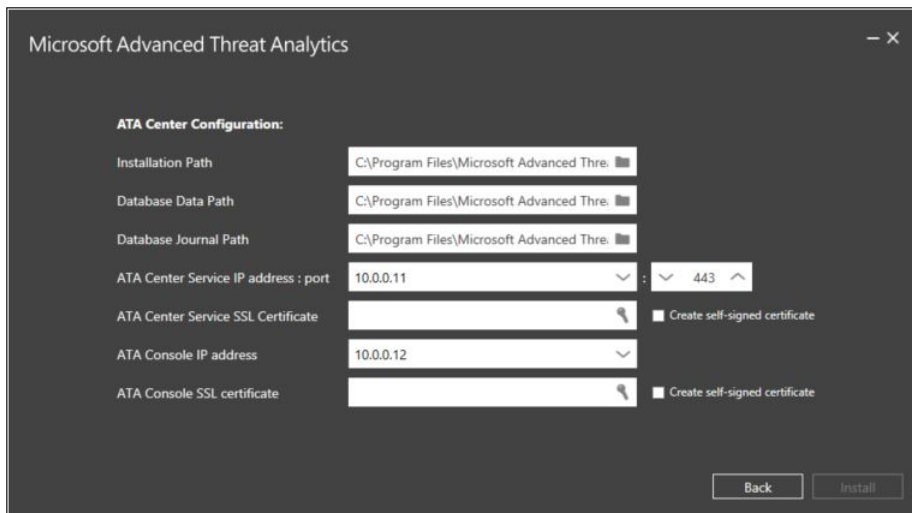 Microsoft Advanced Threat Analytics
ATA Center Configuration:
Installation Path C:\Program Files\Microsoft Advanced Threa
Database Data Path C:\Program Files\Microsoft Advanced Threa
Database Journal Path C:\Program Files\Microsoft Advanced Threa
ATA Center Service IP address : port 10.0.0.11 : 443
ATA Center Service SSL Certificate Create self-signed certificate
ATA Console IP address 10.0.0.12
ATA Console SSL certificate Create self-signed certificate
Back Install